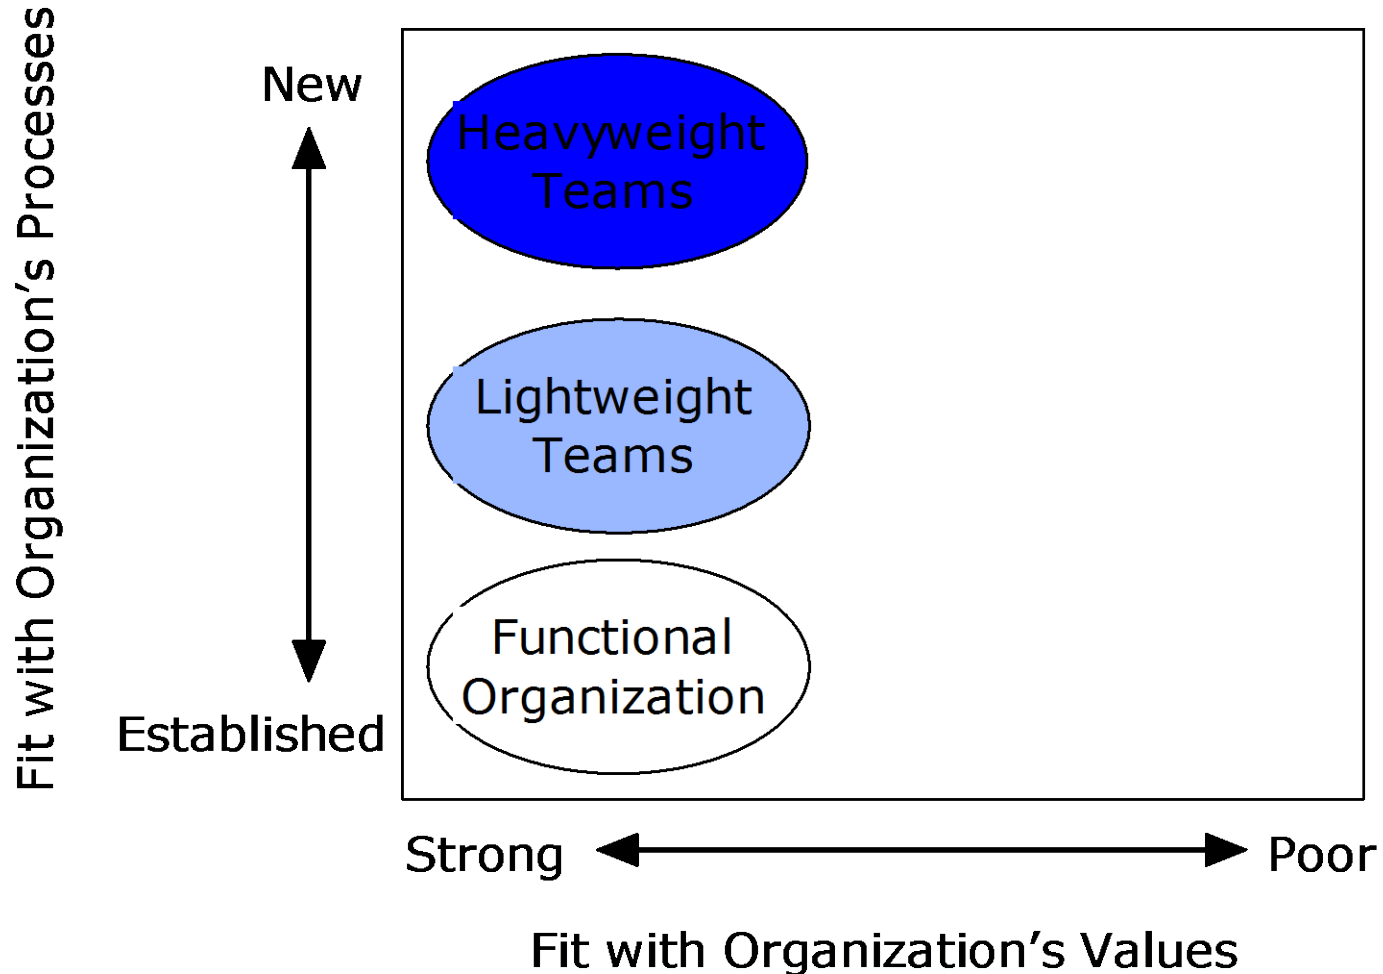 Fit with Organization's Processes
New
Heavyweight
Teams
Lightweight
Teams
Functional
Organization
Established
Strong
Poor
Fit with Organization's Values